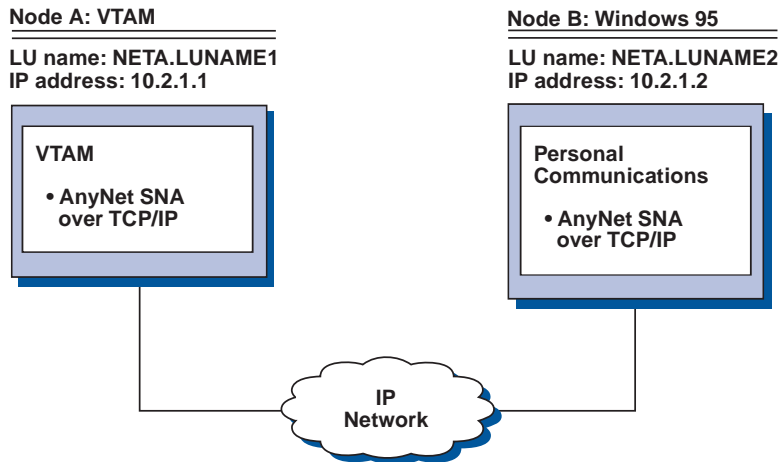 Node A: VTAM
LU name: NETA.LUNAME1
IP address: 10.2.1.1
VTAM
• AnyNet SNA
over TCP/IP
Node B: Windows 95
LU name: NETA.LUNAME2
IP address: 10.2.1.2
Personal
Communications
• AnyNet SNA
over TCP/IP
IP
Network